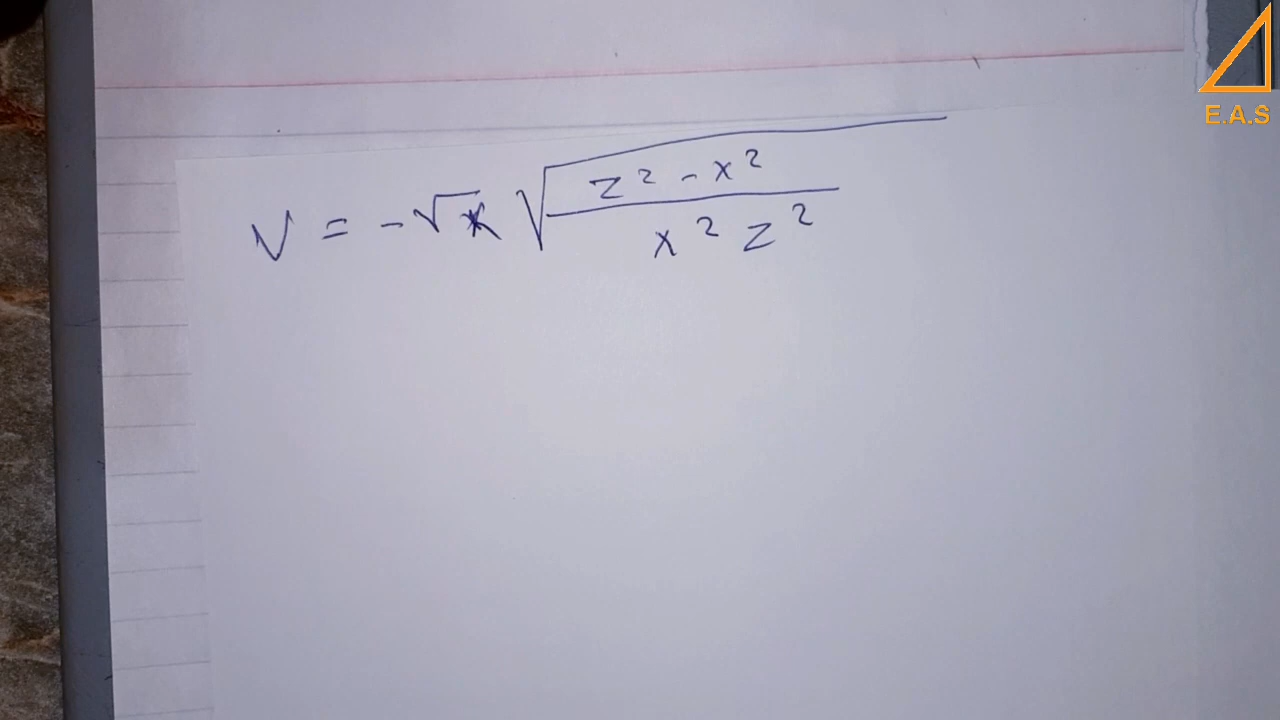 E.A.S
V = -√k √((z² - x²)/(x² z²))